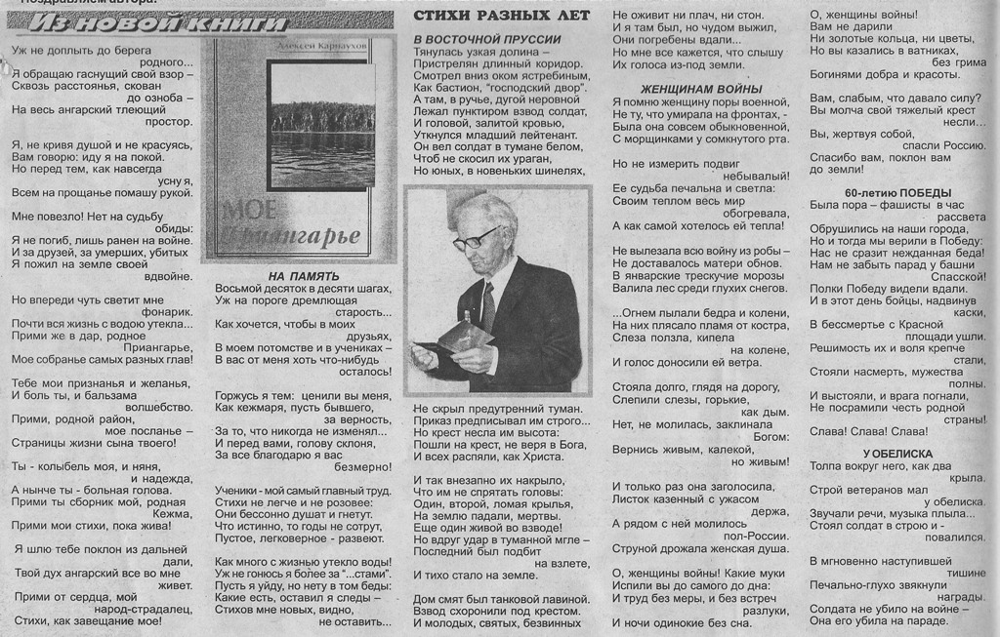 Поздравляем автора!
Из новой книги
Уж не доплыть до берега
родного...
Я обращаю гаснущий свой взор –
Сквозь расстоянья, скован
до озноба –
На весь ангарский тлеющий
простор.
Я, не кривя душой и не красуясь,
Вам говорю: иду я на покой.
Но перед тем, как навсегда
усну я,
Всем на прощанье помашу рукой.
Мне повезло! Нет на судьбу
обиды:
Я не погиб, лишь ранен на войне.
И за друзей, за умерших, убитых
Я пожил на земле своей
вдвойне.
Но впереди чуть светит мне
фонарик.
Почти вся жизнь с водою утекла...
Прими же в дар, родное
Приангарье,
Мое собранье самых разных глав!
Тебе мои признанья и желанья,
И боль ты, и бальзама
волшебство.
Прими, родной район,
мое посланье –
Страницы жизни сына твоего!
Ты - колыбель моя, и няня,
и надежда,
А нынче ты - больная голова.
Прими ты сборник мой, родная
Кежма,
Прими мои стихи, пока жива!
Я шлю тебе поклон из дальней
дали,
Твой дух ангарский все во мне
живет.
Прими от сердца, мой
народ-страдалец,
Стихи, как завещание мое!
Алексей Карнаухов
МОЕ
Приангарье
НА ПАМЯТЬ
Восьмой десяток в десяти шагах,
Уж на пороге дремлющая
старость...
Как хочется, чтобы в моих
друзьях,
В моем потомстве и в учениках –
В вас от меня хоть что-нибудь
осталось!
Горжусь я тем: ценили вы меня,
Как кежмаря, пусть бывшего,
за верность,
За то, что никогда не изменял...
И перед вами, голову склоня,
За все благодарю я вас
безмерно!
Ученики - мой самый главный труд.
Стихи не легче и не розовее:
Они бессонно душат и гнетут.
Что истинно, то годы не сотрут,
Пустое, легковерное - развеют.
Как много с жизнью утекло воды!
Уж не гонюсь я более за "...стами".
Пусть я уйду, но нету в том беды:
Какие есть, оставил я следы –
Стихов мне новых, видно,
не оставить...
СТИХИ РАЗНЫХ ЛЕТ
В ВОСТОЧНОЙ ПРУССИИ
Тянулась узкая долина –
Пристрелян длинный коридор.
Смотрел вниз оком ястребиным,
Как бастион, "господский двор".
А там, в ручье, дугой неровной
Лежал пунктиром взвод солдат,
И головой, залитой кровью,
Уткнулся младший лейтенант.
Он вел солдат в тумане белом,
Чтоб не скосил их ураган,
Но юных, в новеньких шинелях,
Не скрыл предутренний туман.
Приказ предписывал им строго...
Но крест несла им высота:
Пошли на крест, не веря в Бога,
И всех распяли, как Христа.
И так внезапно их накрыло,
Что им не спрятать головы:
Один, второй, ломая крылья,
На землю падали, мертвы.
Еще один живой во взводе!
Но вдруг удар в туманной мгле –
Последний был подбит
на взлете,
И тихо стало на земле.
Дом смят был танковой лавиной.
Взвод схоронили под крестом.
И молодых, святых, безвинных
Не оживит ни плач, ни стон.
И я там был, но чудом выжил,
Они погребены вдали...
Но мне все кажется, что слышу
Их голоса из-под земли.
ЖЕНЩИНАМ ВОЙНЫ
Я помню женщину поры военной,
Не ту, что умирала на фронтах, -
Была она совсем обыкновенной,
С морщинками у сомкнутого рта.
Но не измерить подвиг
небывалый!
Ее судьба печальна и светла:
Своим теплом весь мир
обогревала,
А как самой хотелось ей тепла!
Не вылезала всю войну из робы –
Не доставалось матери обнов.
В январские трескучие морозы
Валила лес среди глухих снегов.
...Огнем пылали бедра и колени,
На них плясало пламя от костра,
Слеза ползла, кипела
на колене,
И голос доносили ей ветра.
Стояла долго, глядя на дорогу,
Слепили слезы, горькие,
как дым.
Нет, не молилась, заклинала
Богом:
Вернись живым, калекой,
но живым!
И только раз она заголосила,
Листок казенный с ужасом
держа,
А рядом с ней молилось
пол-России.
Струной дрожала женская душа.
О, женщины войны! Какие муки
Испили вы до самого до дна:
И труд без меры, и без встреч
разлуки,
И ночи одинокие без сна.
О, женщины войны!
Вам не дарили
Ни золотые кольца, ни цветы,
Но вы казались в ватниках,
без грима
Богинями добра и красоты.
Вам, слабым, что давало силу?
Вы молча свой тяжелый крест
несли...
Вы, жертвуя собой,
спасли Россию.
Спасибо вам, поклон вам
до земли!
60-летию ПОБЕДЫ
Была пора – фашисты в час
рассвета
Обрушились на наши города,
Но и тогда мы верили в Победу:
Нас не сразит нежданная беда!
Нам не забыть парад у башни
Спасской!
Полки Победу видели вдали.
И в этот день бойцы, надвинув
каски,
В бессмертье с Красной
площади ушли.
Решимость их и воля крепче
стали,
Стояли насмерть, мужества
полны.
И выстояли, и врага погнали,
Не посрамили честь родной
страны!
Слава! Слава! Слава!
У ОБЕЛИСКА
Толпа вокруг него, как два
крыла,
Строй ветеранов мал
у обелиска.
Звучали речи, музыка плыла...
Стоял солдат в строю и -
повалился.
В мгновенно наступившей
тишине
Печально-глухо звякнули
награды.
Солдата не убило на войне –
Она его убила на параде.